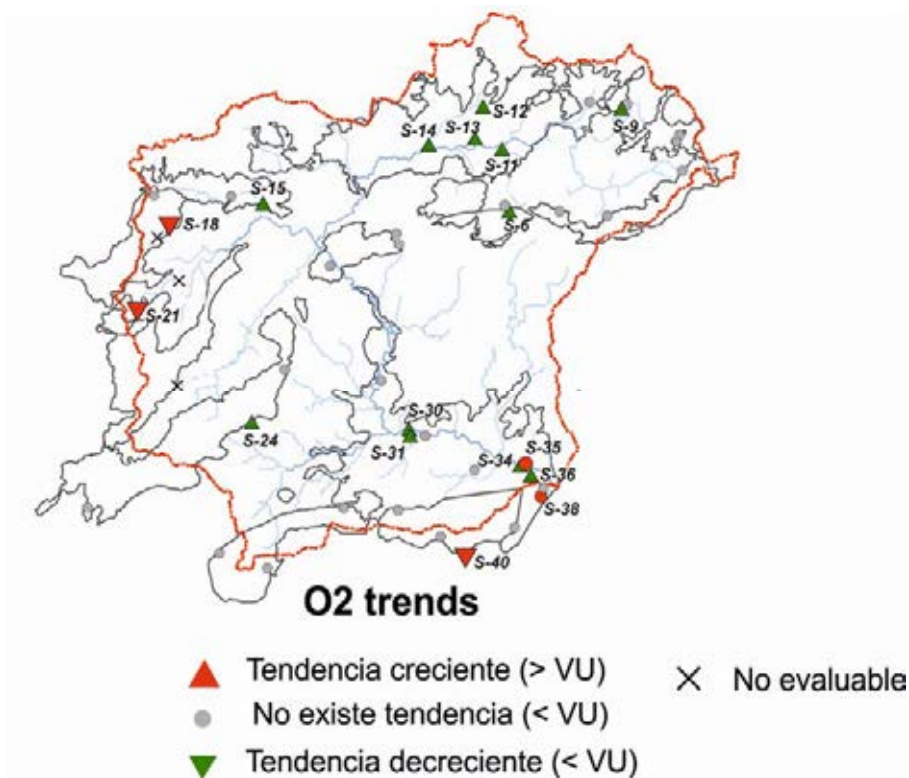 S-12
S-9
S-13
S-14
S-11
S-15
S-6
S-18
S-21
S-30
S-24
S-31
S-35
S-34
S-36
S-38
S-40
O2 trends
Tendencia creciente (> VU)
No evaluable
No existe tendencia (< VU)
Tendencia decreciente (< VU)